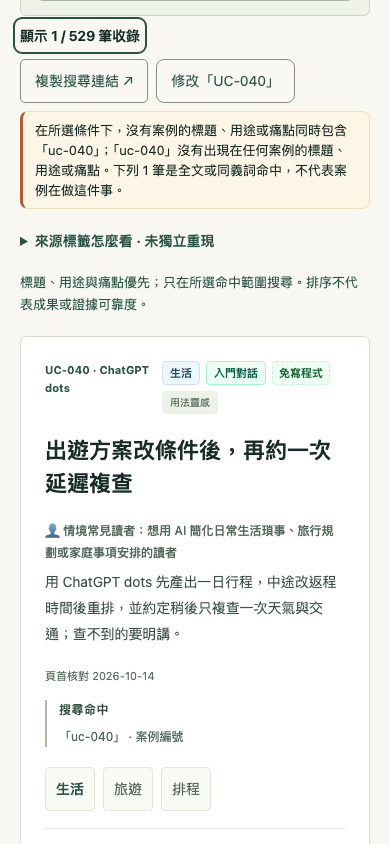 顯示 1 / 529 筆收錄
複製搜尋連結 ↗
修改「UC-040」
在所選條件下，沒有案例的標題、用途或痛點同時包含
「uc-040」；「uc-040」沒有出現在任何案例的標題、
用途或痛點。下列 1 筆是全文或同義詞命中，不代表案
例在做這件事。
▶ 來源標籤怎麼看 · 未獨立重現
標題、用途與痛點優先；只在所選命中範圍搜尋。排序不代
表成果或證據可靠度。
UC-040 · ChatGPT
dots
生活
入門對話
免寫程式
用法靈感
出遊方案改條件後，再約一次
延遲複查
👤 情境常見讀者：想用 AI 簡化日常生活瑣事、旅行規
劃或家庭事項安排的讀者
用 ChatGPT dots 先產出一日行程，中途改返程
時間後重排，並約定稍後只複查一次天氣與交
通；查不到的要明講。
頁首核對 2026-10-14
搜尋命中
「uc-040」 · 案例編號
生活
旅遊
排程